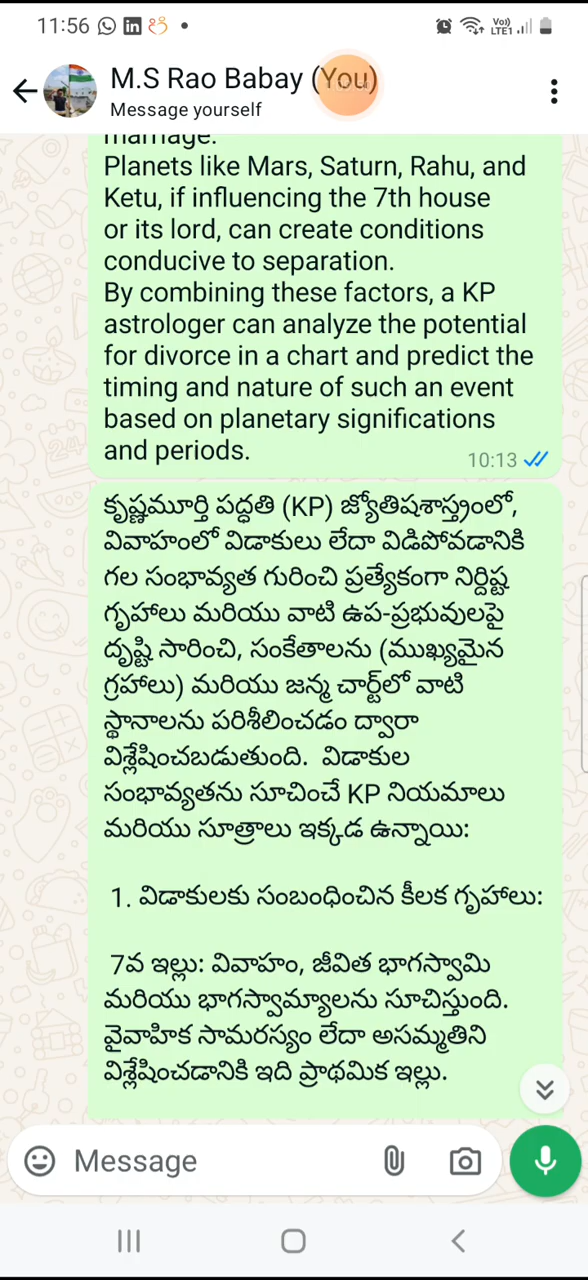 11:56
Vo)) LTE1
M.S Rao Babay (You)
Message yourself
marriage.
Planets like Mars, Saturn, Rahu, and
Ketu, if influencing the 7th house
or its lord, can create conditions
conducive to separation.
By combining these factors, a KP
astrologer can analyze the potential
for divorce in a chart and predict the
timing and nature of such an event
based on planetary significations
and periods.
10:13
కృష్ణమూర్తి పద్ధతి (KP) జ్యోతిషశాస్త్రంలో,
వివాహంలో విడాకులు లేదా విడిపోవడానికి
గల సంభావ్యత గురించి ప్రత్యేకంగా నిర్దిష్ట
గృహాలు మరియు వాటి ఉప-ప్రభువులపై
దృష్టి సారించి, సంకేతాలను (ముఖ్యమైన
గ్రహాలు) మరియు జన్మ చార్ట్‌లో వాటి
స్థానాలను పరిశీలించడం ద్వారా
విశ్లేషించబడుతుంది. విడాకుల
సంభావ్యతను సూచించే KP నియమాలు
మరియు సూత్రాలు ఇక్కడ ఉన్నాయి:
1. విడాకులకు సంబంధించిన కీలక గృహాలు:
7వ ఇల్లు: వివాహం, జీవిత భాగస్వామి
మరియు భాగస్వామ్యాలను సూచిస్తుంది.
వైవాహిక సామరస్యం లేదా అసమ్మతిని
విశ్లేషించడానికి ఇది ప్రాథమిక ఇల్లు.
Message